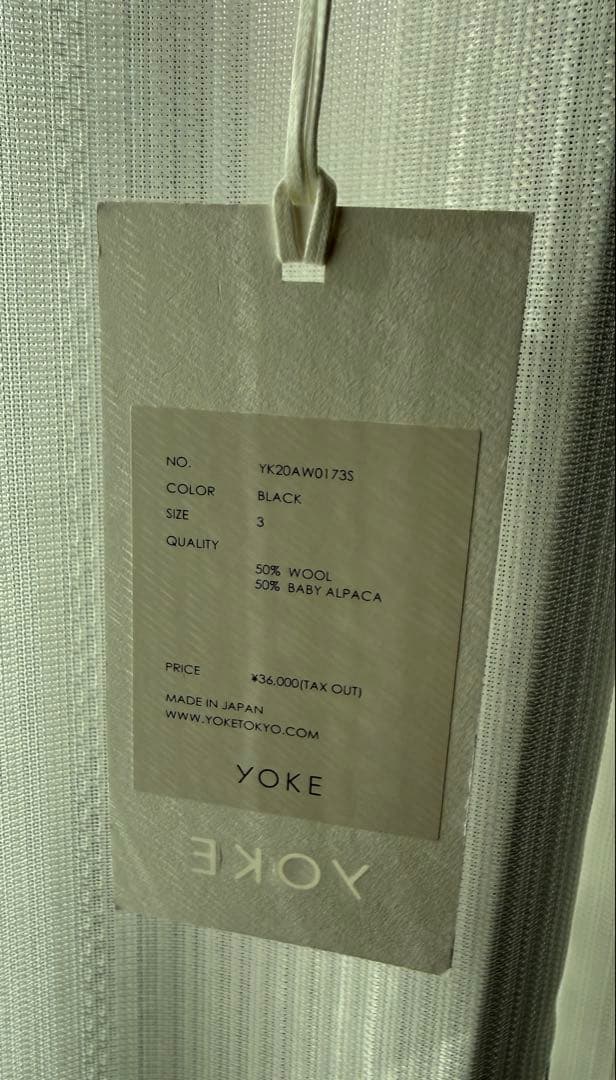 NO. YK20AW0173S
COLOR BLACK
SIZE 3
QUALITY
50% WOOL
50% BABY ALPACA
PRICE ¥36,000(TAX OUT)
MADE IN JAPAN
WWW.YOKETOKYO.COM
YOKE
YOKE